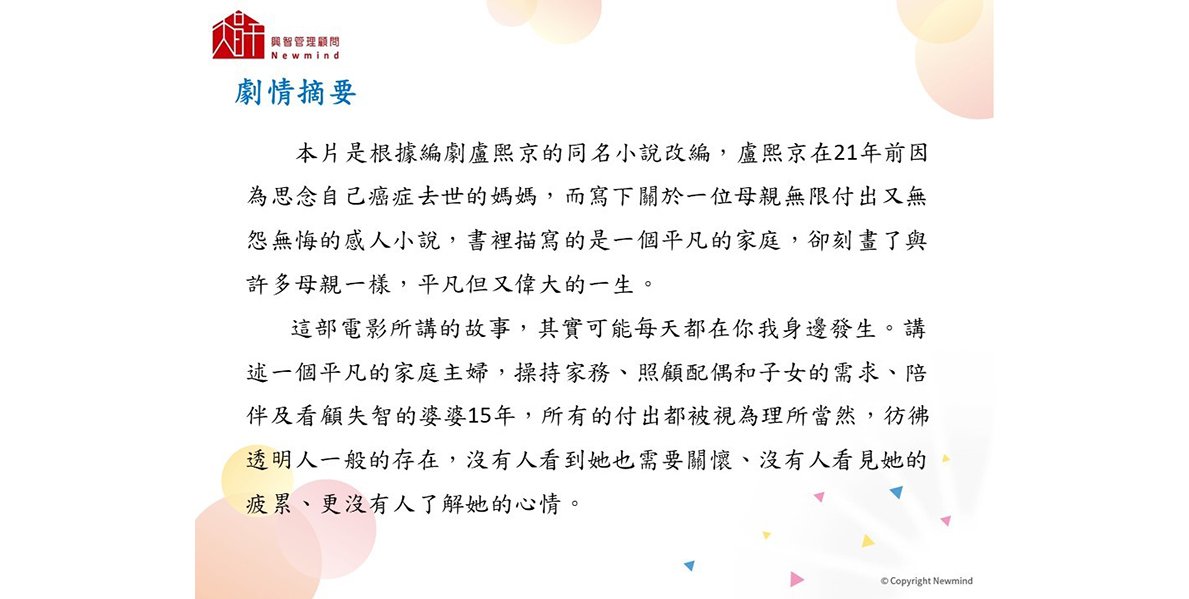 興智管理顧問
Newmind
劇情摘要
本片是根據編劇盧熙京的同名小說改編，盧熙京在21年前因
為思念自己癌症去世的媽媽，而寫下關於一位母親無限付出又無
怨無悔的感人小說，書裡描寫的是一個平凡的家庭，卻刻畫了與
許多母親一樣，平凡但又偉大的一生。
這部電影所講的故事，其實可能每天都在你我身邊發生。講
述一個平凡的家庭主婦，操持家務、照顧配偶和子女的需求、陪
伴及看顧失智的婆婆15年，所有的付出都被視為理所當然，彷彿
透明人一般的存在，沒有人看到她也需要關懷、沒有人看見她的
疲累、更沒有人了解她的心情。
© Copyright Newmind